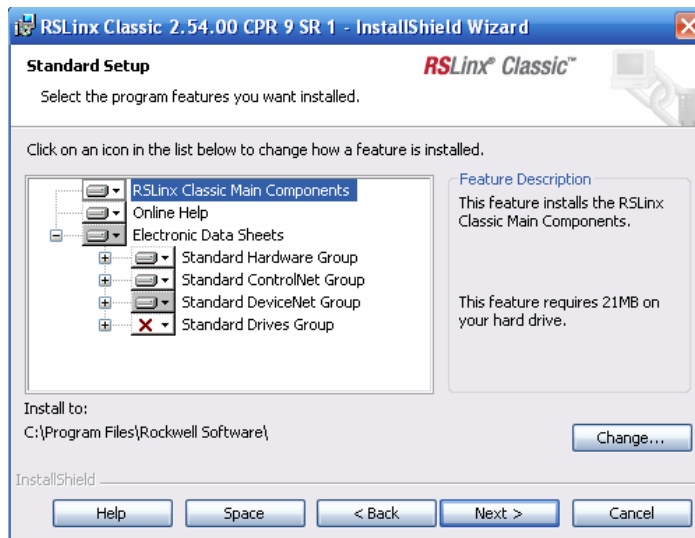 RSLinx Classic 2.54.00 CPR 9 SR 1 - InstallShield Wizard
Standard Setup
RSLinx® Classic™
Select the program features you want installed.
Click on an icon in the list below to change how a feature is installed.
RSLinx Classic Main Components
Online Help
Electronic Data Sheets
Standard Hardware Group
Standard ControlNet Group
Standard DeviceNet Group
Standard Drives Group
Feature Description
This feature installs the RSLinx
Classic Main Components.
This feature requires 21MB on
your hard drive.
Install to:
C:\Program Files\Rockwell Software\
Change...
InstallShield
Help
Space
< Back
Next >
Cancel